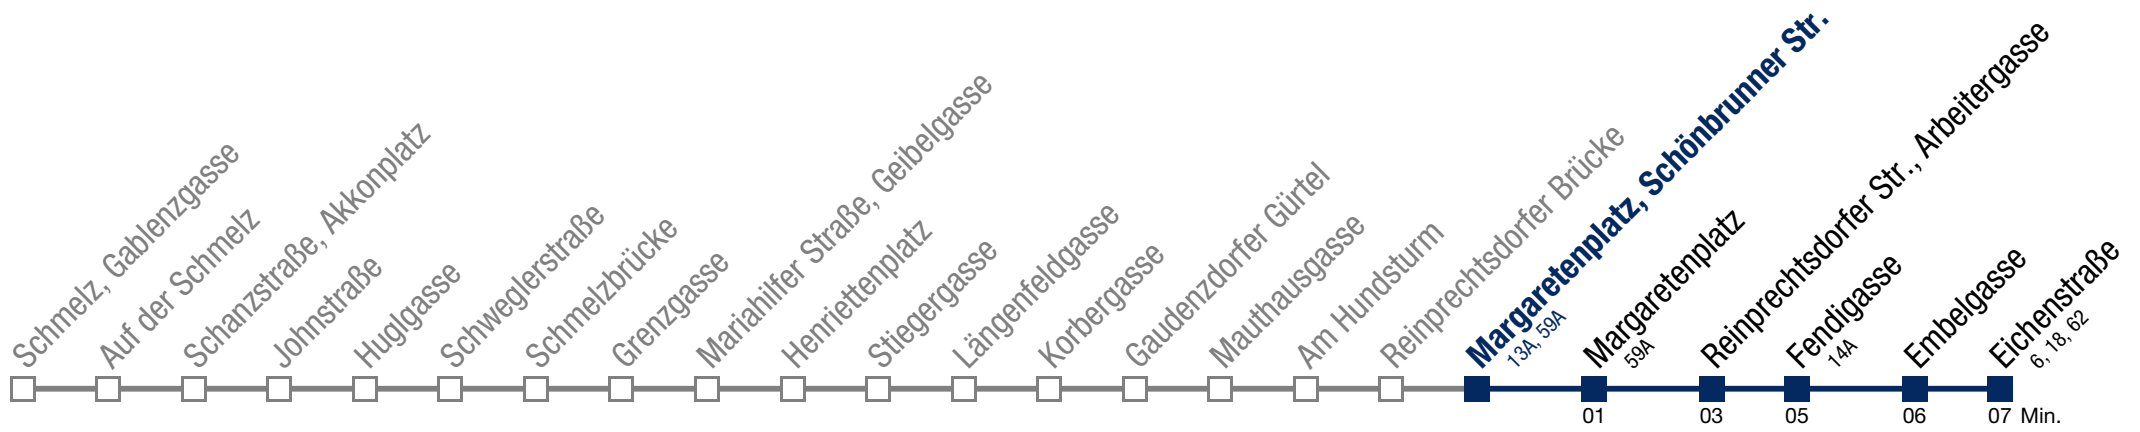 Schmelz, Gablenzgasse
Auf der Schmelz
Schanzstraße, Akkonplatz
Johnstraße
Huglgasse
Schweglerstraße
Schmelzbrücke
Grenzgasse
Mariahilfer Straße, Geibelgasse
Henriettenplatz
Stiegergasse
Längenfeldgasse
Korbergasse
Gaudenzdorfer Gürtel
Mauthausgasse
Am Hundsturm
Reinprechtsdorfer Brücke
Margaretenplatz, Schönbrunner Str.
13A, 59A
Margaretenplatz
59A
Reinprechtsdorfer Str., Arbeitergasse
Fendigasse
14A
Embelgasse
Eichenstraße
6, 18, 62
01 03 05 06 07 Min.